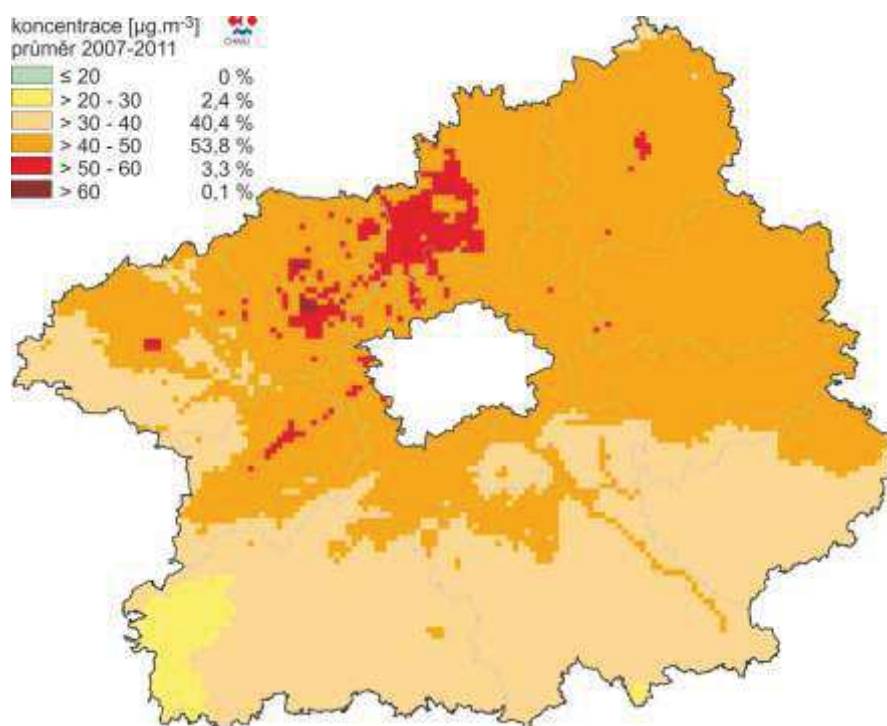 koncentrace [µg.m-3]
průměr 2007-2011
ČHMÚ
≤ 20 0 %
> 20 - 30 2,4 %
> 30 - 40 40,4 %
> 40 - 50 53,8 %
> 50 - 60 3,3 %
> 60 0,1 %